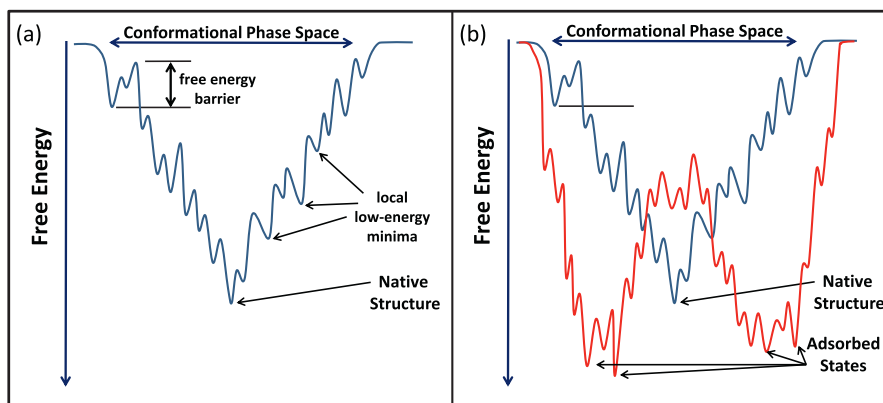 (a)
Conformational Phase Space
free energy
barrier
Free Energy
local
low-energy
minima
Native
Structure
(b)
Conformational Phase Space
Free Energy
Native
Structure
Adsorbed
States